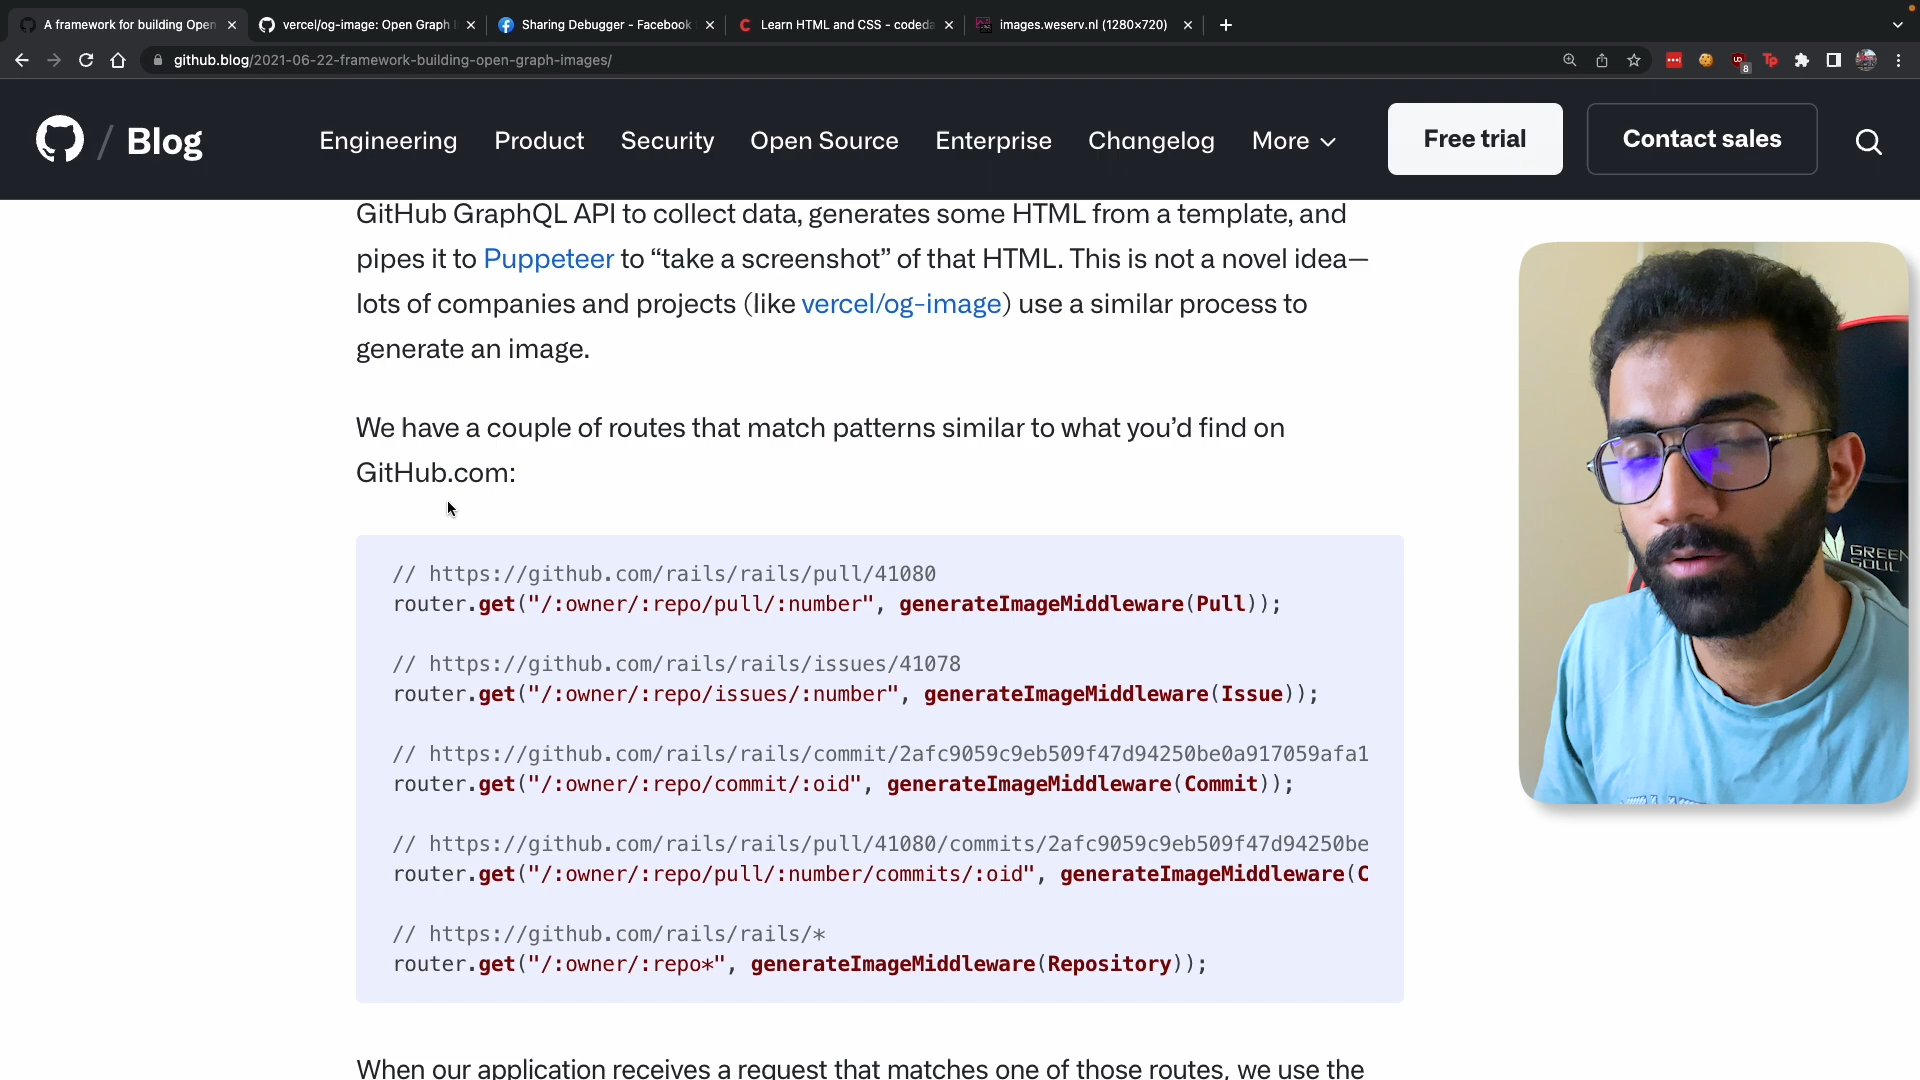 A framework for building Open
vercel/og-image: Open Graph
Sharing Debugger - Facebook
Learn HTML and CSS - coded
images.weserv.nl (1280×720)
github.blog/2021-06-22-framework-building-open-graph-images/
8
/ Blog
Engineering
Product
Security
Open Source
Enterprise
Changelog
More
Free trial
Contact sales
GitHub GraphQL API to collect data, generates some HTML from a template, and
pipes it to Puppeteer to “take a screenshot” of that HTML. This is not a novel idea—
lots of companies and projects (like vercel/og-image) use a similar process to
generate an image.
We have a couple of routes that match patterns similar to what you’d find on
GitHub.com:
// https://github.com/rails/rails/pull/41080
router.get("/:owner/:repo/pull/:number", generateImageMiddleware(Pull));
// https://github.com/rails/rails/issues/41078
router.get("/:owner/:repo/issues/:number", generateImageMiddleware(Issue));
// https://github.com/rails/rails/commit/2afc9059c9eb509f47d94250be0a917059afa1
router.get("/:owner/:repo/commit/:oid", generateImageMiddleware(Commit));
// https://github.com/rails/rails/pull/41080/commits/2afc9059c9eb509f47d94250be
router.get("/:owner/:repo/pull/:number/commits/:oid", generateImageMiddleware(C
// https://github.com/rails/rails/*
router.get("/:owner/:repo*", generateImageMiddleware(Repository));
When our application receives a request that matches one of those routes, we use the
GREEN
SOUL